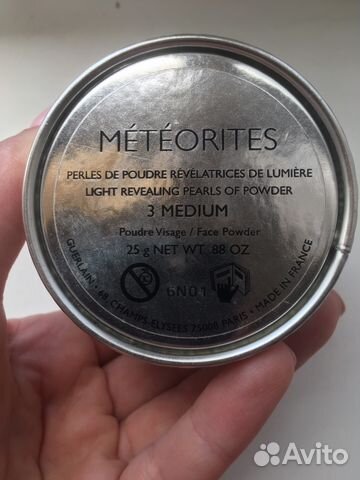 MÉTÉORITES
PERLES DE POUDRE RÉVÉLATRICES DE LUMIÈRE
LIGHT REVEALING PEARLS OF POWDER
3 MEDIUM
Poudre Visage / Face Powder
25 g NET WT. .88 OZ
6N01
GUERLAIN • 68, CHAMPS-ELYSEES 75008 PARIS • MADE IN FRANCE
Avito